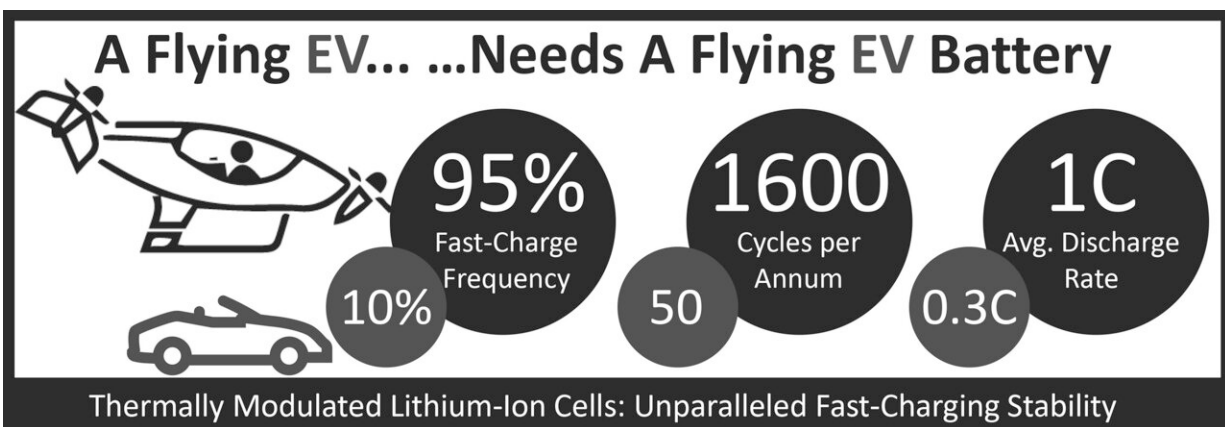 A Flying EV... ...Needs A Flying EV Battery
95%
Fast-Charge
Frequency
10%
1600
Cycles per
Annum
50
1C
Avg. Discharge
Rate
0.3C
Thermally Modulated Lithium-Ion Cells: Unparalleled Fast-Charging Stability